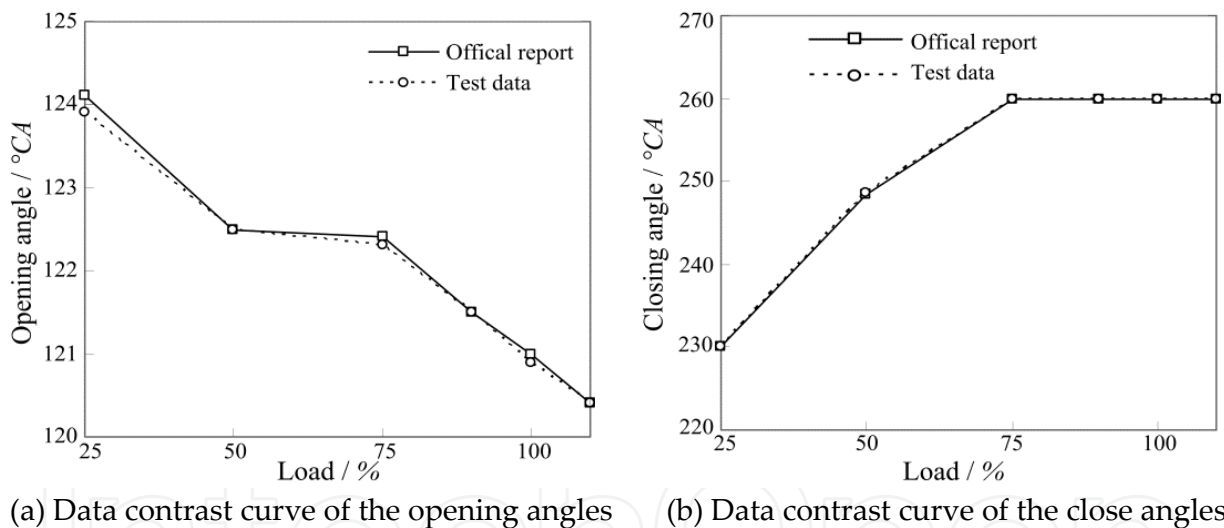 125
124
123
122
121
120
Opening angle / °CA
Offical report
Test data
25
50
75
100
Load / %
(a) Data contrast curve of the opening angles
270
260
250
240
230
220
Closing angle / °CA
Offical report
Test data
25
50
75
100
Load / %
(b) Data contrast curve of the close angles